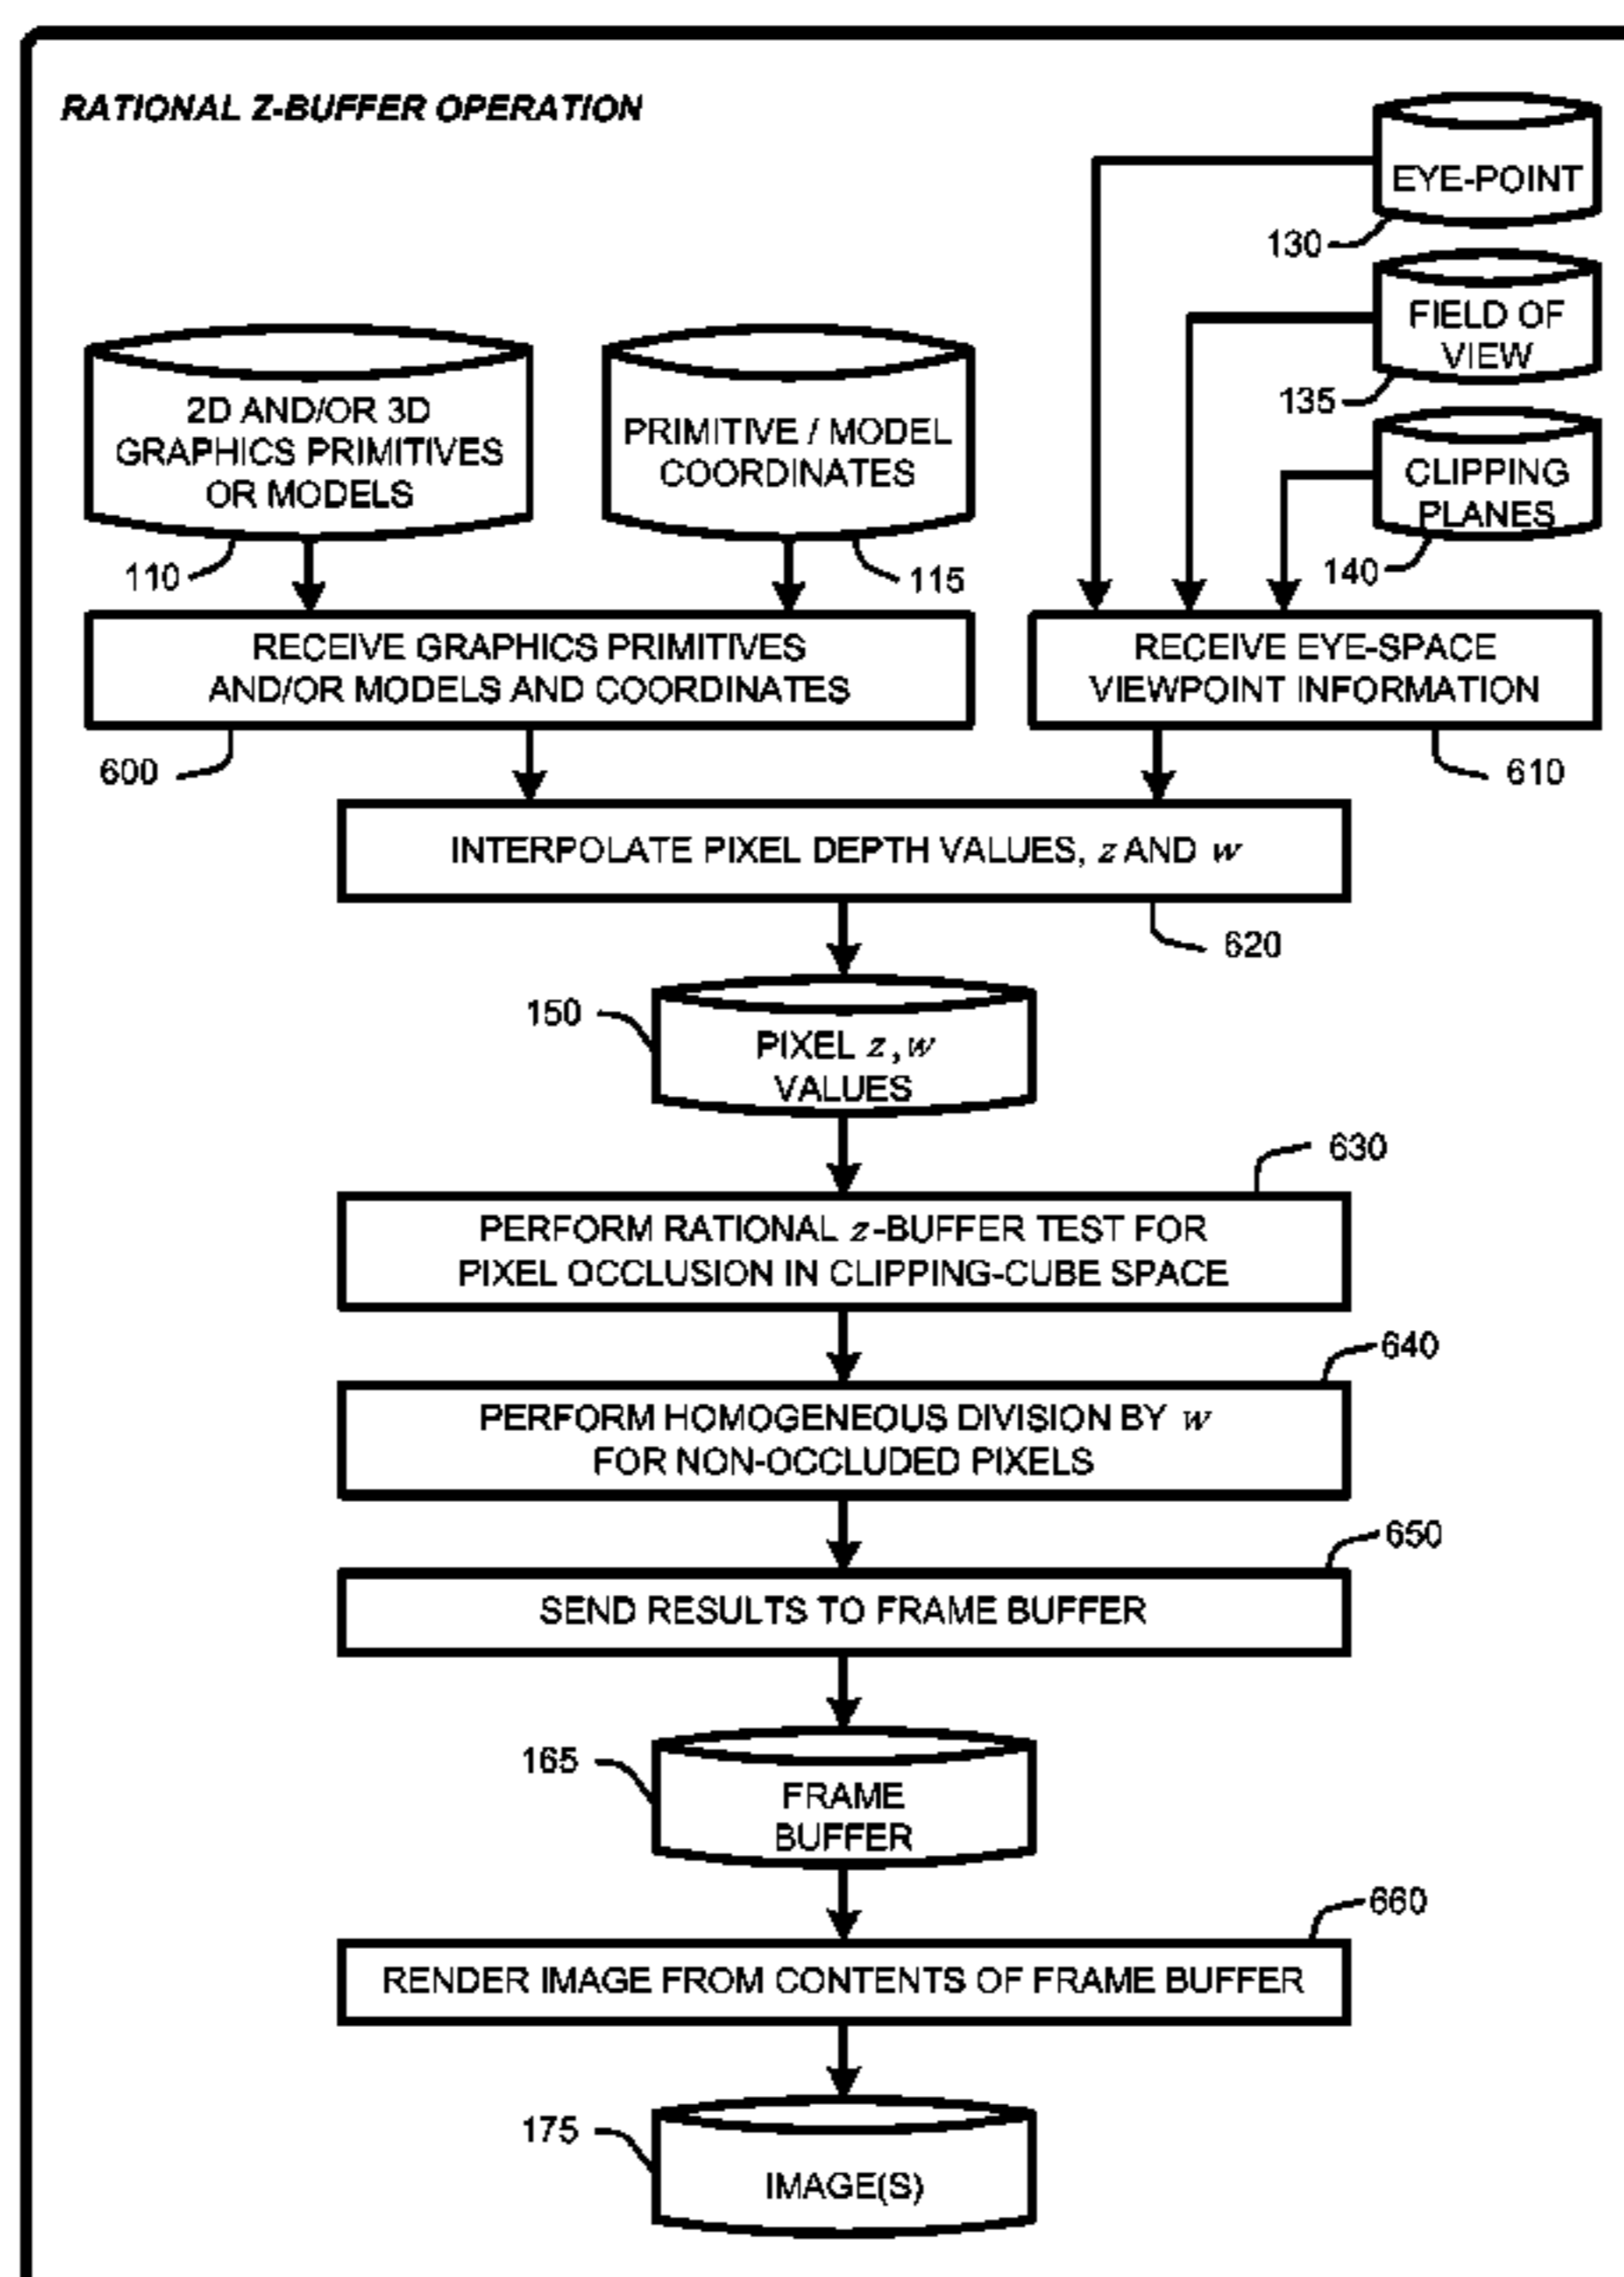 RATIONAL Z-BUFFER OPERATION
EYE-POINT
130
FIELD OF
VIEW
135
CLIPPING
PLANES
140
2D AND/OR 3D
GRAPHICS PRIMITIVES
OR MODELS
110
PRIMITIVE / MODEL
COORDINATES
115
RECEIVE GRAPHICS PRIMITIVES
AND/OR MODELS AND COORDINATES
600
RECEIVE EYE-SPACE
VIEWPOINT INFORMATION
610
INTERPOLATE PIXEL DEPTH VALUES, z AND w
620
150
PIXEL z, w
VALUES
630
PERFORM RATIONAL z-BUFFER TEST FOR
PIXEL OCCLUSION IN CLIPPING-CUBE SPACE
640
PERFORM HOMOGENEOUS DIVISION BY w
FOR NON-OCCLUDED PIXELS
650
SEND RESULTS TO FRAME BUFFER
165
FRAME
BUFFER
660
RENDER IMAGE FROM CONTENTS OF FRAME BUFFER
175
IMAGE(S)